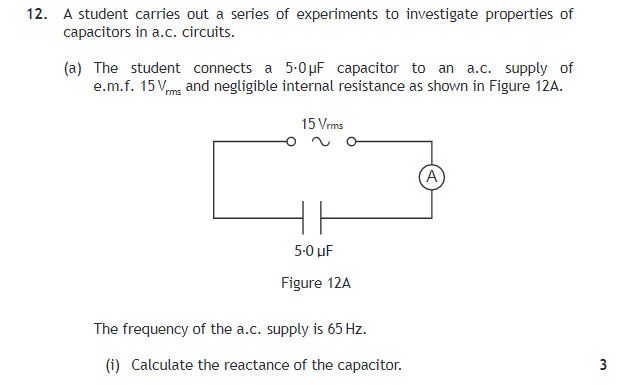 12. A student carries out a series of experiments to investigate properties of
capacitors in a.c. circuits.
(a) The student connects a 5·0 µF capacitor to an a.c. supply of
e.m.f. 15 Vrms and negligible internal resistance as shown in Figure 12A.
15 Vrms
A
5·0 µF
Figure 12A
The frequency of the a.c. supply is 65 Hz.
(i) Calculate the reactance of the capacitor. 3